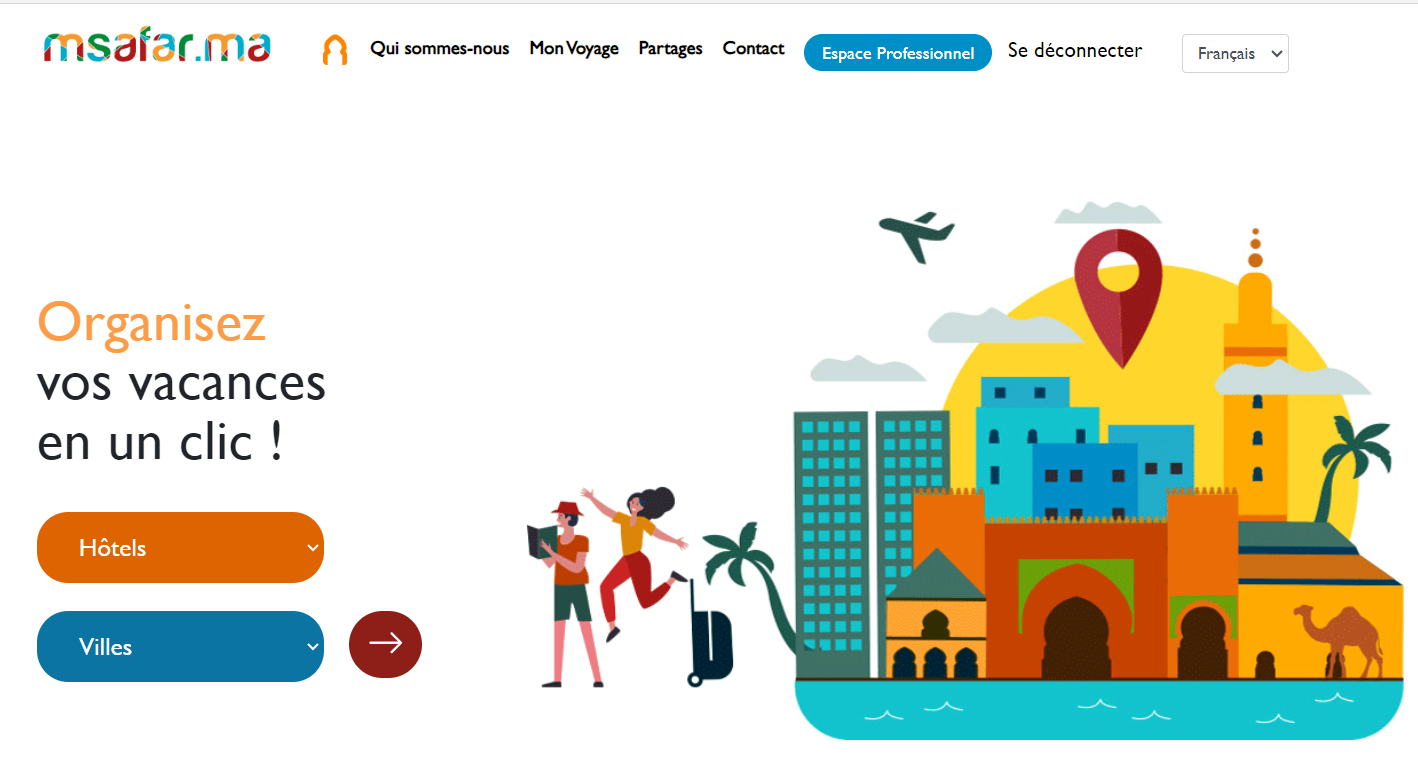 msafar.ma
Qui sommes-nous Mon Voyage Partages Contact Espace Professionnel Se déconnecter Français
Organisez
vos vacances
en un clic !
Hôtels
Villes